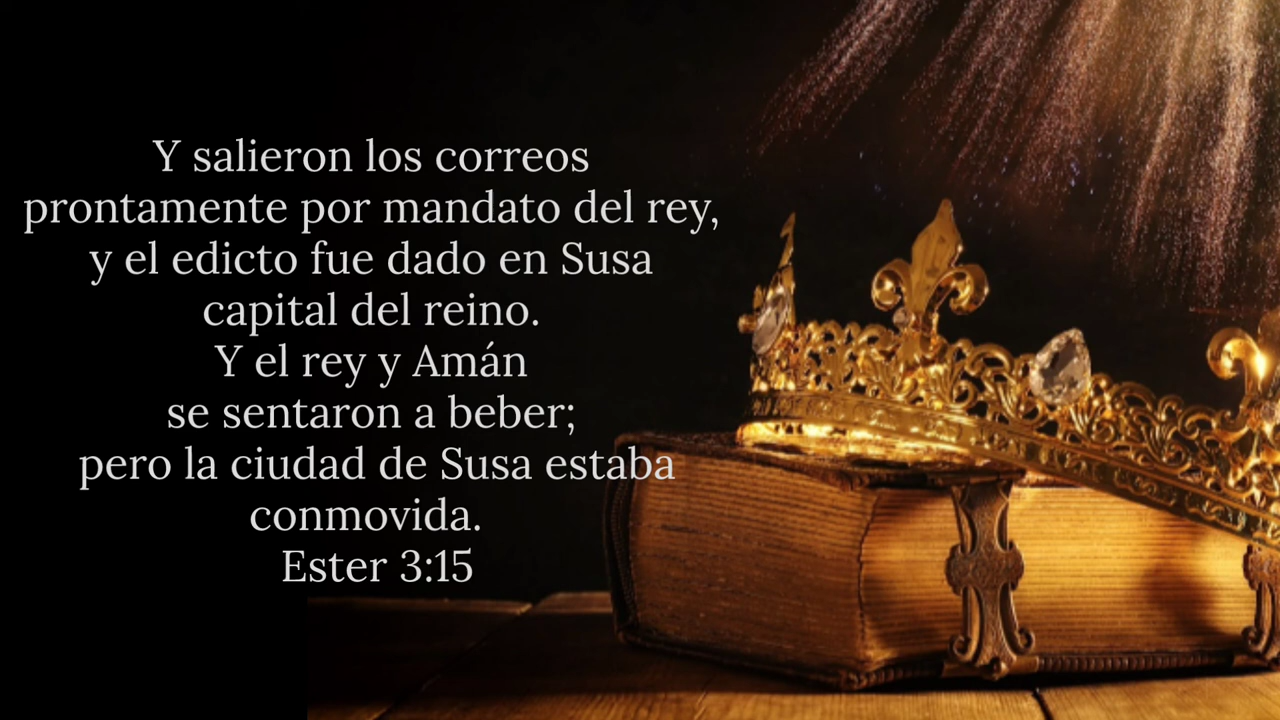 Y salieron los correos
prontamente por mandato del rey,
y el edicto fue dado en Susa
capital del reino.
Y el rey y Amán
se sentaron a beber;
pero la ciudad de Susa estaba
conmovida.
Ester 3:15